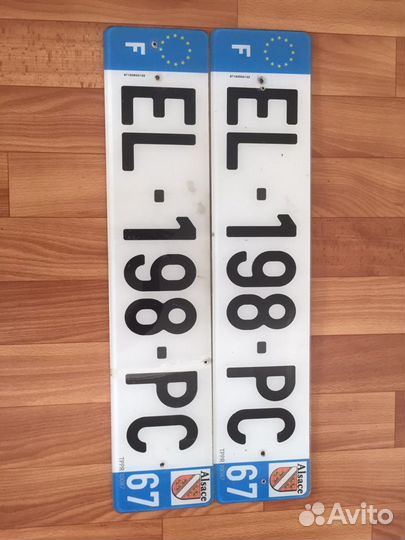 F
EL-198-PC
Alsace
67
F
EL-198-PC
Alsace
67
Avito